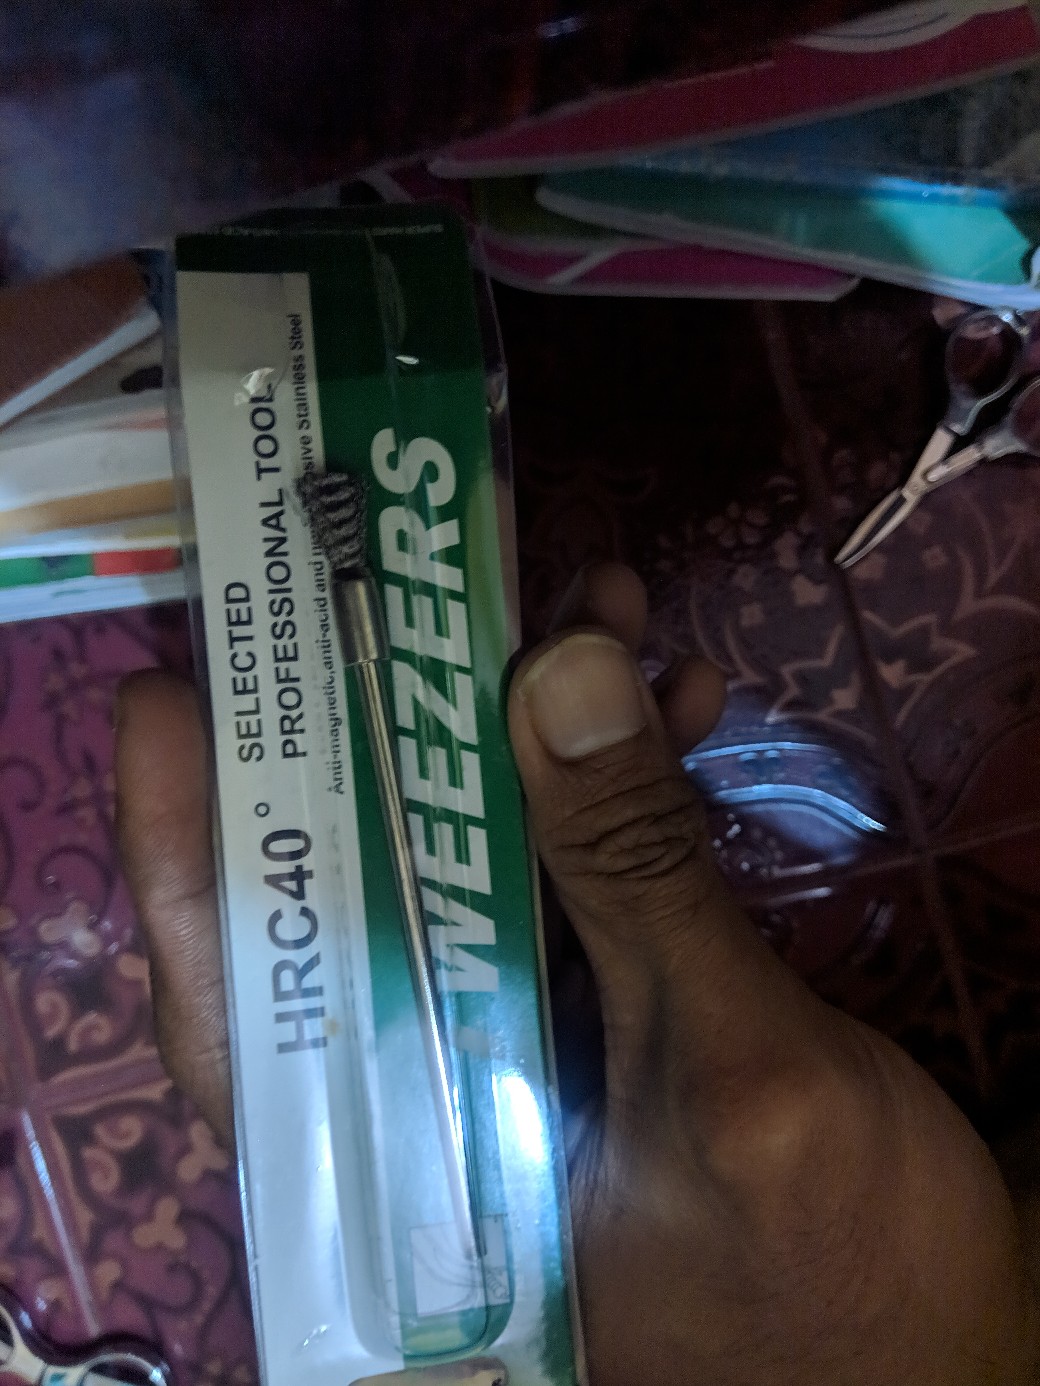 HRC40°
SELECTED
PROFESSIONAL TOOL
Anti-magnetic,anti-acid and Stainless Steel
TWEEZERS